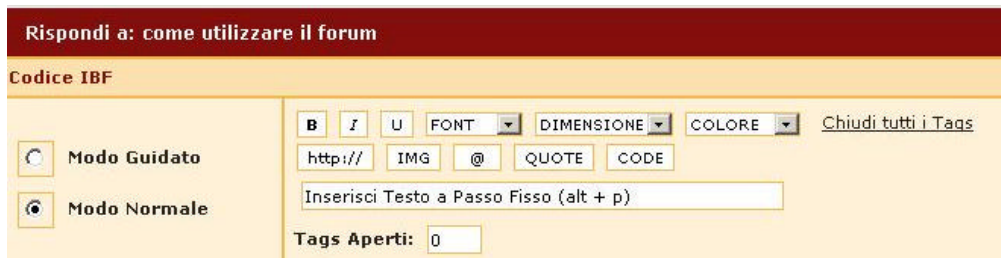 Rispondi a: come utilizzare il forum
Codice IBF
B I U FONT DIMENSIONE COLORE Chiudi tutti i Tags
Modo Guidato
http:// IMG @ QUOTE CODE
Modo Normale
Inserisci Testo a Passo Fisso (alt + p)
Tags Aperti: 0